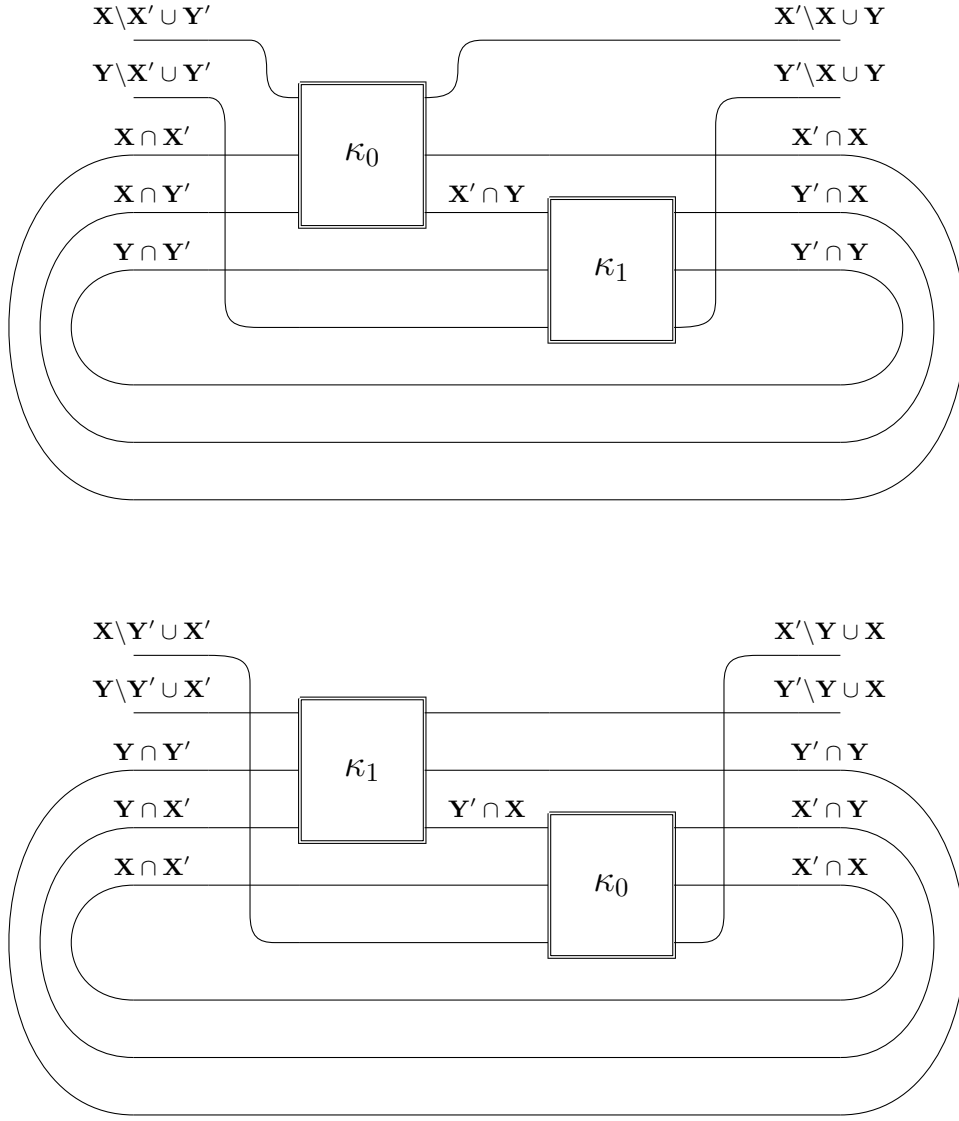 X\X′ ∪ Y′ X′\X ∪ Y
Y\X′ ∪ Y′ Y′\X ∪ Y
X ∩ X′ κ₀ X′ ∩ X
X ∩ Y′ X′ ∩ Y Y′ ∩ X
Y ∩ Y′ κ₁ Y′ ∩ Y
X\Y′ ∪ X′ X′\Y ∪ X
Y\Y′ ∪ X′ Y′\Y ∪ X
Y ∩ Y′ κ₁ Y′ ∩ Y
Y ∩ X′ Y′ ∩ X X′ ∩ Y
X ∩ X′ κ₀ X′ ∩ X